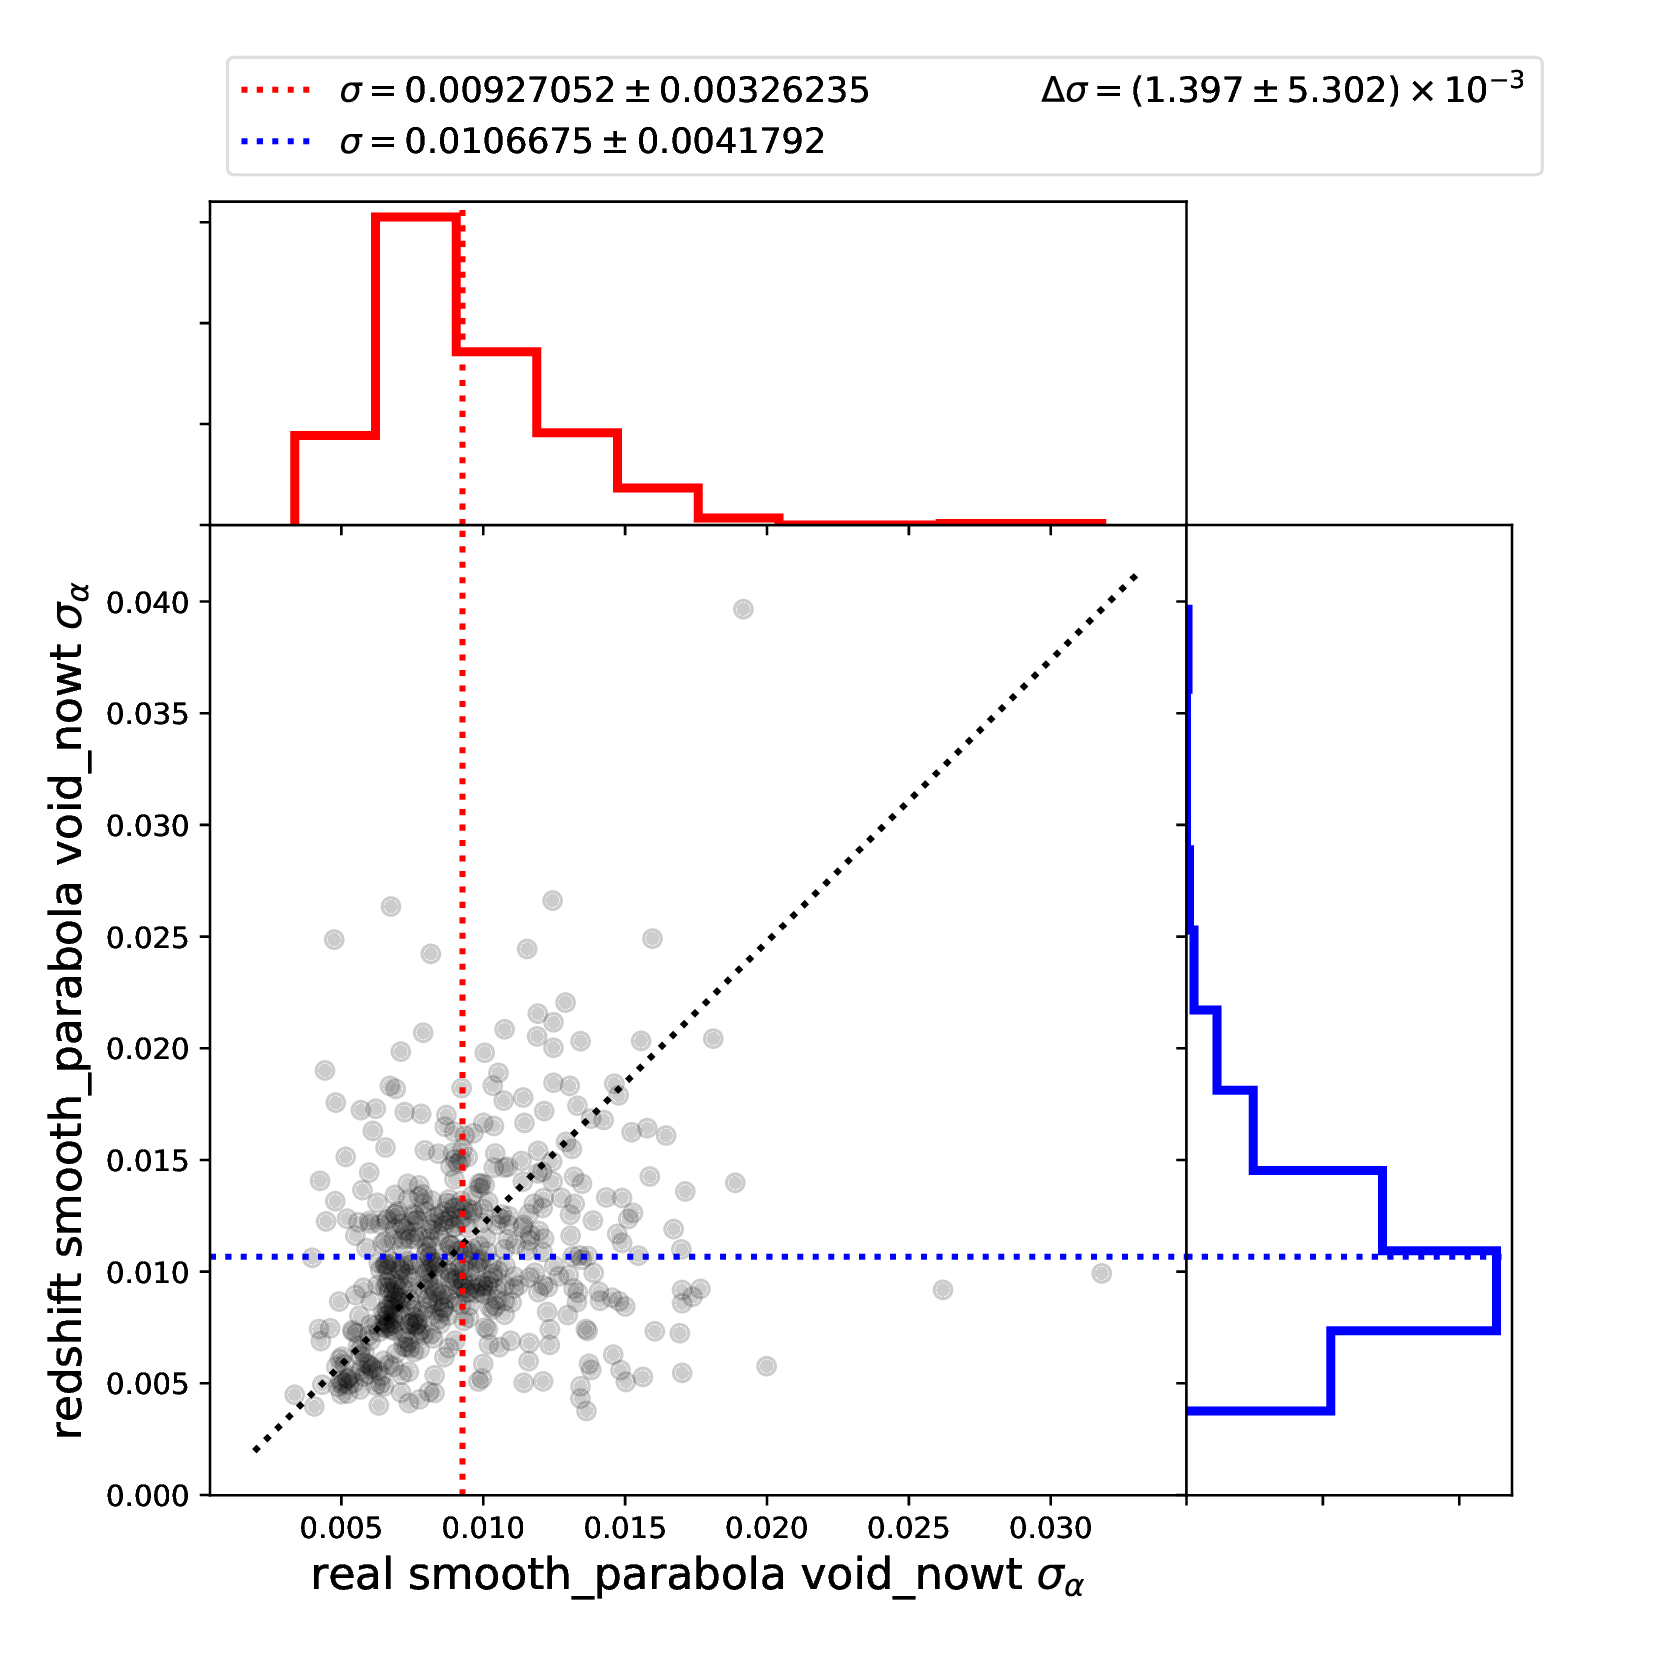 σ = 0.00927052 ± 0.00326235
σ = 0.0106675 ± 0.0041792
Δσ = (1.397 ± 5.302) × 10⁻³
redshift smooth_parabola void_nowt σ_α
0.040
0.035
0.030
0.025
0.020
0.015
0.010
0.005
0.000
0.005 0.010 0.015 0.020 0.025 0.030
real smooth_parabola void_nowt σ_α